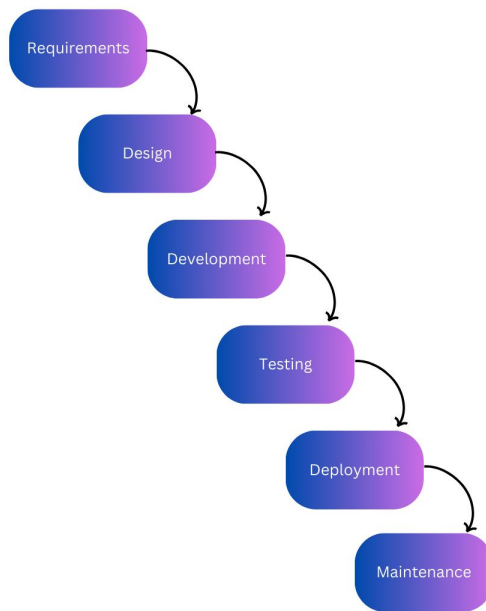 Requirements
Design
Development
Testing
Deployment
Maintenance